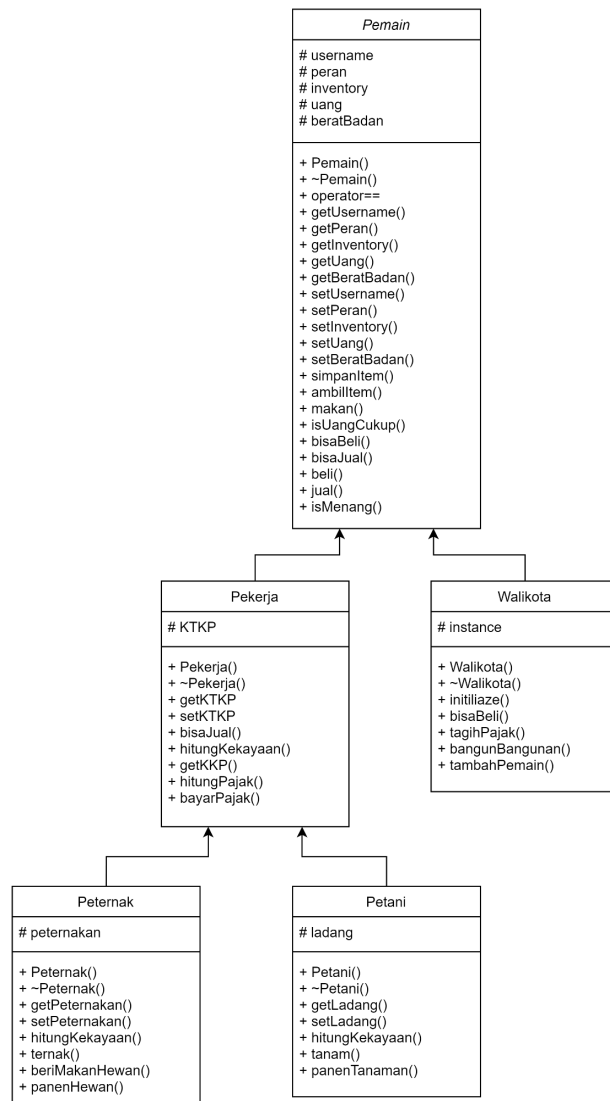 Pemain
# username
# peran
# inventory
# uang
# beratBadan
+ Pemain()
+ ~Pemain()
+ operator==
+ getUsername()
+ getPeran()
+ getInventory()
+ getUang()
+ getBeratBadan()
+ setUsername()
+ setPeran()
+ setInventory()
+ setUang()
+ setBeratBadan()
+ simpanItem()
+ ambilItem()
+ makan()
+ isUangCukup()
+ bisaBeli()
+ bisaJual()
+ beli()
+ jual()
+ isMenang()
Pekerja
# KTKP
+ Pekerja()
+ ~Pekerja()
+ getKTKP
+ setKTKP
+ bisaJual()
+ hitungKekayaan()
+ getKKP()
+ hitungPajak()
+ bayarPajak()
Walikota
# instance
+ Walikota()
+ ~Walikota()
+ initiliaze()
+ bisaBeli()
+ tagihPajak()
+ bangunBangunan()
+ tambahPemain()
Peternak
# peternakan
+ Peternak()
+ ~Peternak()
+ getPeternakan()
+ setPeternakan()
+ hitungKekayaan()
+ ternak()
+ beriMakanHewan()
+ panenHewan()
Petani
# ladang
+ Petani()
+ ~Petani()
+ getLadang()
+ setLadang()
+ hitungKekayaan()
+ tanam()
+ panenTanaman()